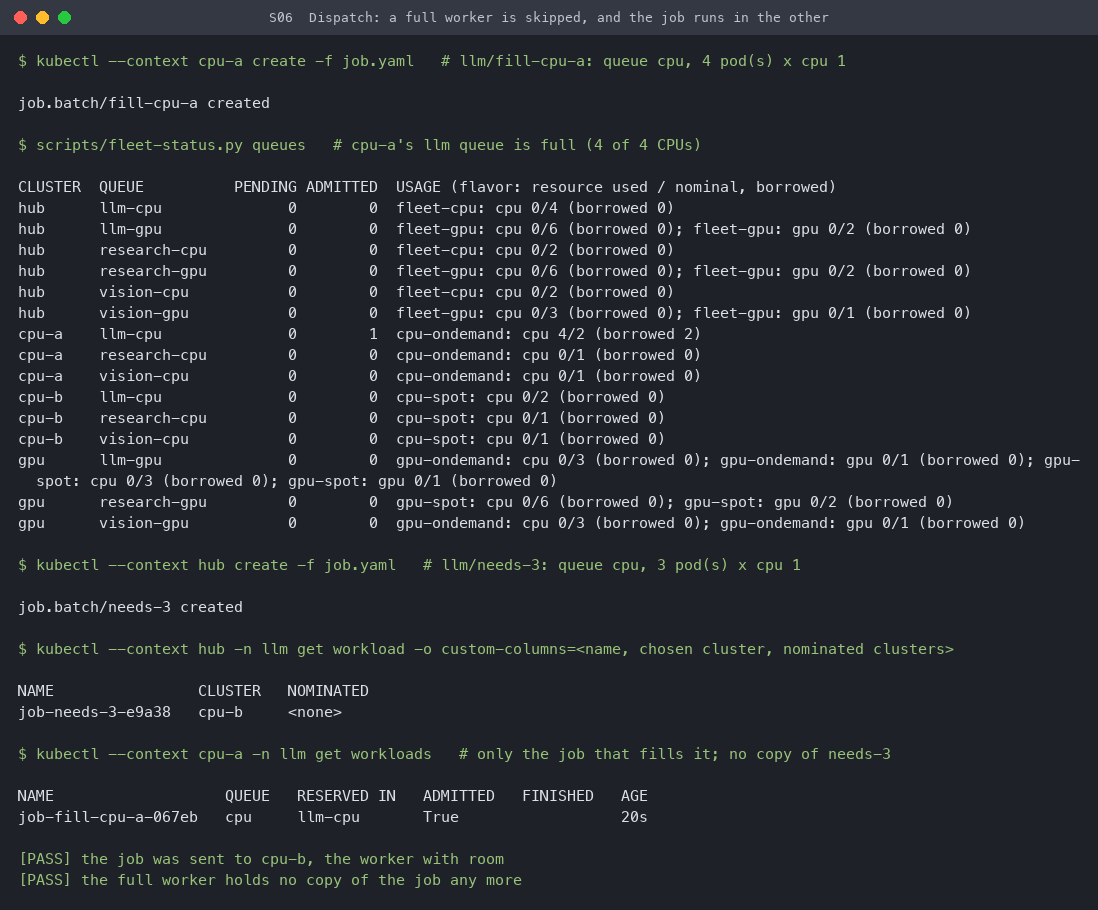 S06  Dispatch: a full worker is skipped, and the job runs in the other
$ kubectl --context cpu-a create -f job.yaml   # llm/fill-cpu-a: queue cpu, 4 pod(s) x cpu 1
job.batch/fill-cpu-a created
$ scripts/fleet-status.py queues   # cpu-a's llm queue is full (4 of 4 CPUs)
CLUSTER  QUEUE          PENDING ADMITTED  USAGE (flavor: resource used / nominal, borrowed)
hub      llm-cpu              0        0  fleet-cpu: cpu 0/4 (borrowed 0)
hub      llm-gpu              0        0  fleet-gpu: cpu 0/6 (borrowed 0); fleet-gpu: gpu 0/2 (borrowed 0)
hub      research-cpu         0        0  fleet-cpu: cpu 0/2 (borrowed 0)
hub      research-gpu         0        0  fleet-gpu: cpu 0/6 (borrowed 0); fleet-gpu: gpu 0/2 (borrowed 0)
hub      vision-cpu           0        0  fleet-cpu: cpu 0/2 (borrowed 0)
hub      vision-gpu           0        0  fleet-gpu: cpu 0/3 (borrowed 0); fleet-gpu: gpu 0/1 (borrowed 0)
cpu-a    llm-cpu              0        1  cpu-ondemand: cpu 4/2 (borrowed 2)
cpu-a    research-cpu         0        0  cpu-ondemand: cpu 0/1 (borrowed 0)
cpu-a    vision-cpu           0        0  cpu-ondemand: cpu 0/1 (borrowed 0)
cpu-b    llm-cpu              0        0  cpu-spot: cpu 0/2 (borrowed 0)
cpu-b    research-cpu         0        0  cpu-spot: cpu 0/1 (borrowed 0)
cpu-b    vision-cpu           0        0  cpu-spot: cpu 0/1 (borrowed 0)
gpu      llm-gpu              0        0  gpu-ondemand: cpu 0/3 (borrowed 0); gpu-ondemand: gpu 0/1 (borrowed 0); gpu-
  spot: cpu 0/3 (borrowed 0); gpu-spot: gpu 0/1 (borrowed 0)
gpu      research-gpu         0        0  gpu-spot: cpu 0/6 (borrowed 0); gpu-spot: gpu 0/2 (borrowed 0)
gpu      vision-gpu           0        0  gpu-ondemand: cpu 0/3 (borrowed 0); gpu-ondemand: gpu 0/1 (borrowed 0)
$ kubectl --context hub create -f job.yaml   # llm/needs-3: queue cpu, 3 pod(s) x cpu 1
job.batch/needs-3 created
$ kubectl --context hub -n llm get workload -o custom-columns=<name, chosen cluster, nominated clusters>
NAME                CLUSTER   NOMINATED
job-needs-3-e9a38   cpu-b     <none>
$ kubectl --context cpu-a -n llm get workloads   # only the job that fills it; no copy of needs-3
NAME                   QUEUE   RESERVED IN   ADMITTED   FINISHED   AGE
job-fill-cpu-a-067eb   cpu     llm-cpu       True                  20s
[PASS] the job was sent to cpu-b, the worker with room
[PASS] the full worker holds no copy of the job any more